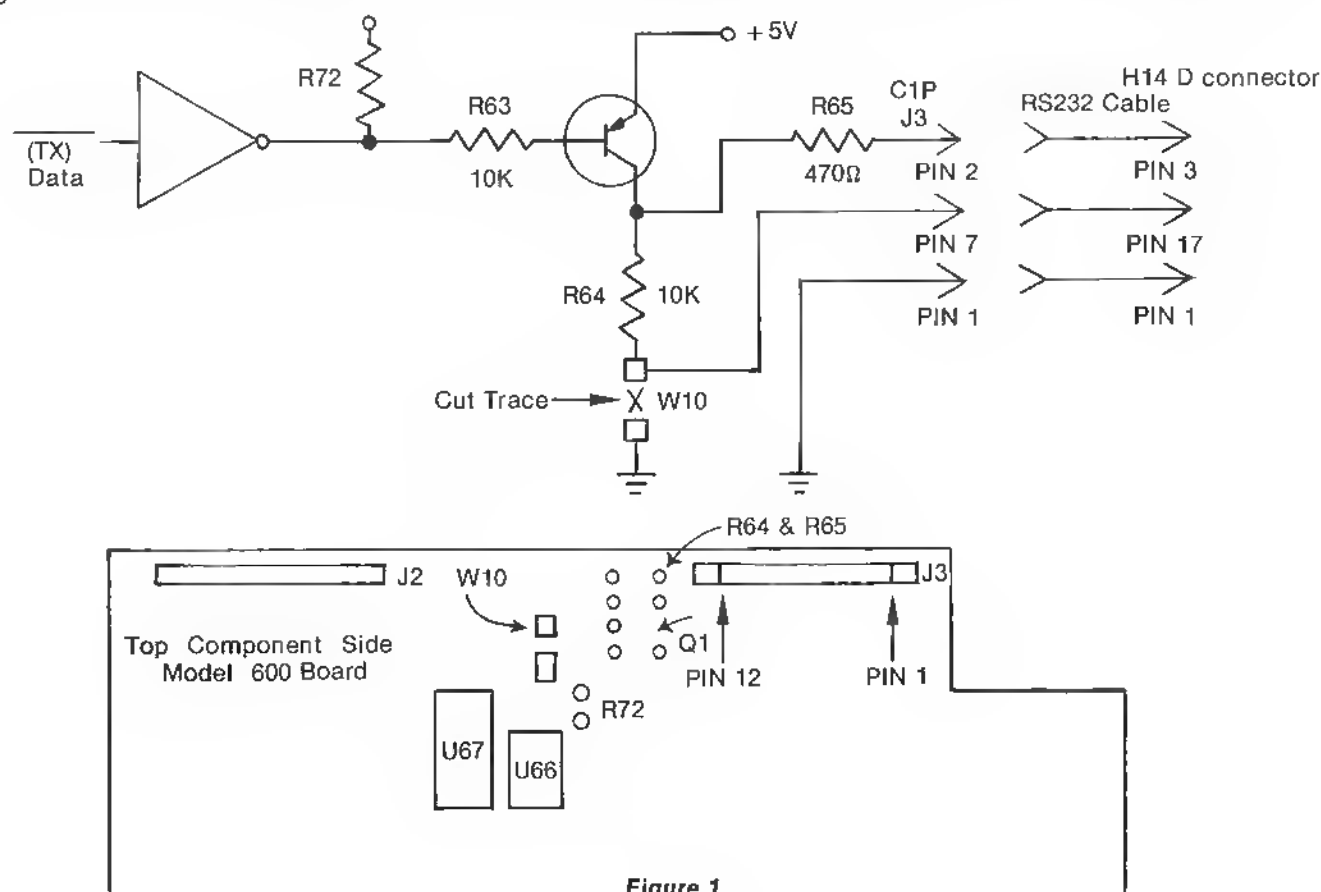 + 5V
R72
H14 D connector
C1P
J3
RS232 Cable
R63
R65
(TX)
Data
10K
470Ω
PIN 2
PIN 3
PIN 7
PIN 17
R64
10K
PIN 1
PIN 1
Cut Trace
X W10
R64 & R65
J2
W10
J3
Top Component Side
Model 600 Board
Q1
PIN 12
PIN 1
R72
U67
U66
Figure 1